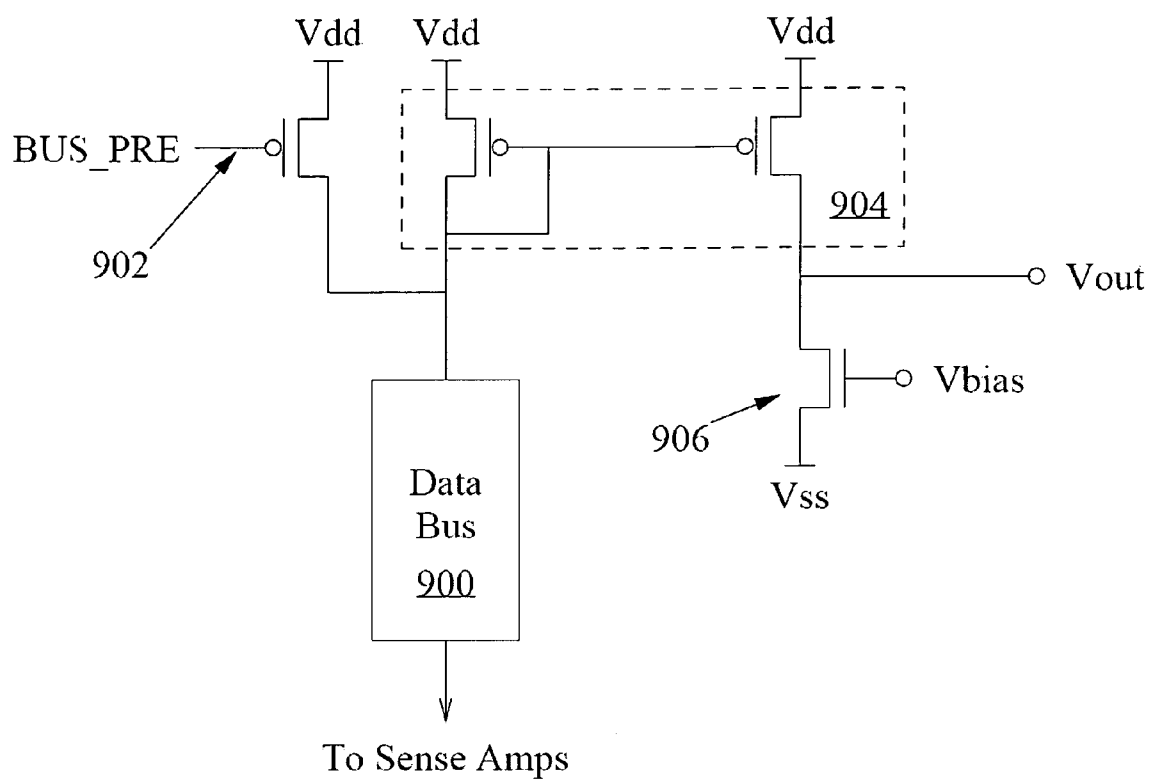 Vdd
Vdd
Vdd
BUS_PRE
902
904
Vout
Vbias
906
Vss
Data
Bus
900
To Sense Amps